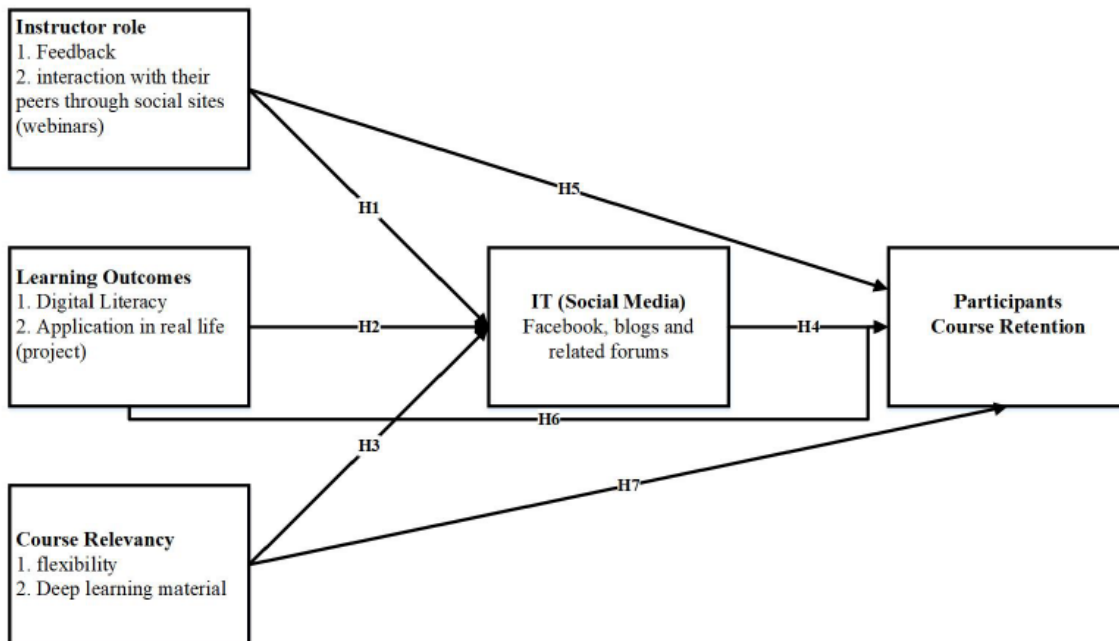 Instructor role
1. Feedback
2. interaction with their
peers through social sites
(webinars)
H5
H1
Learning Outcomes
1. Digital Literacy
2. Application in real life
(project)
H2
IT (Social Media)
Facebook, blogs and
related forums
H4
Participants
Course Retention
H6
H3
H7
Course Relevancy
1. flexibility
2. Deep learning material